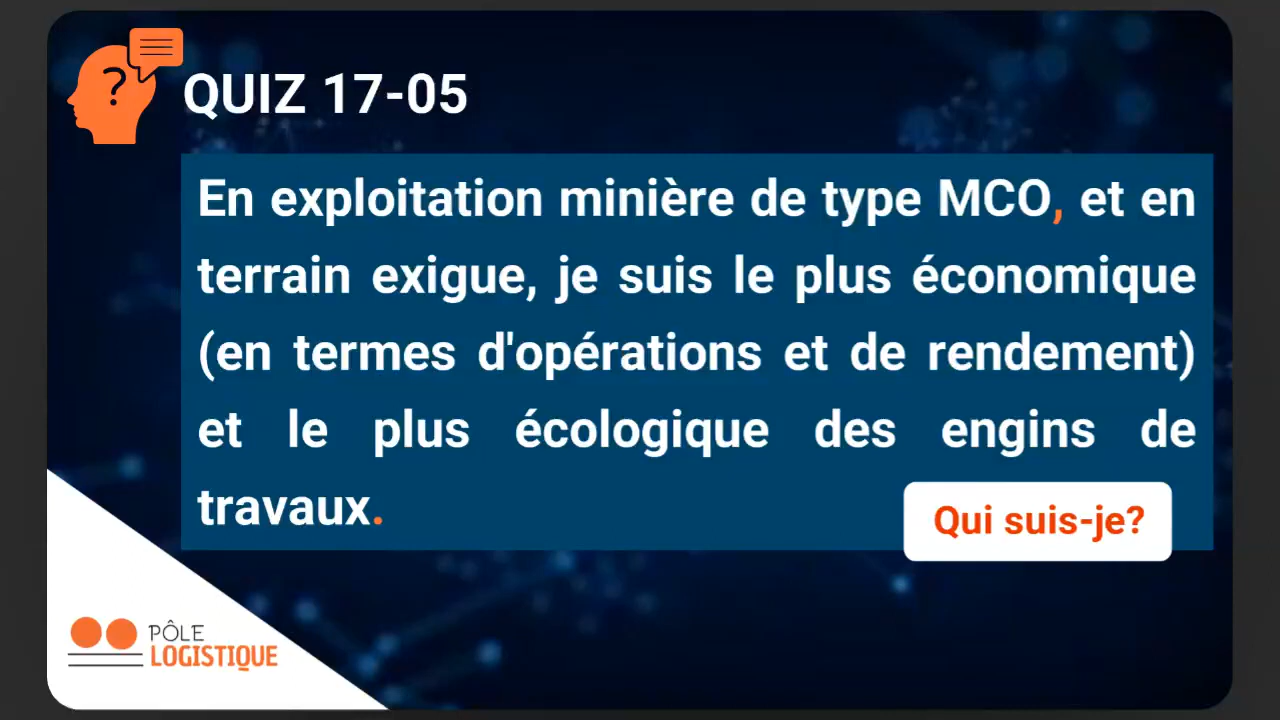 ?
QUIZ 17-05
En exploitation minière de type MCO, et en
terrain exigue, je suis le plus économique
(en termes d'opérations et de rendement)
et le plus écologique des engins de
travaux.
Qui suis-je?
PÔLE
LOGISTIQUE